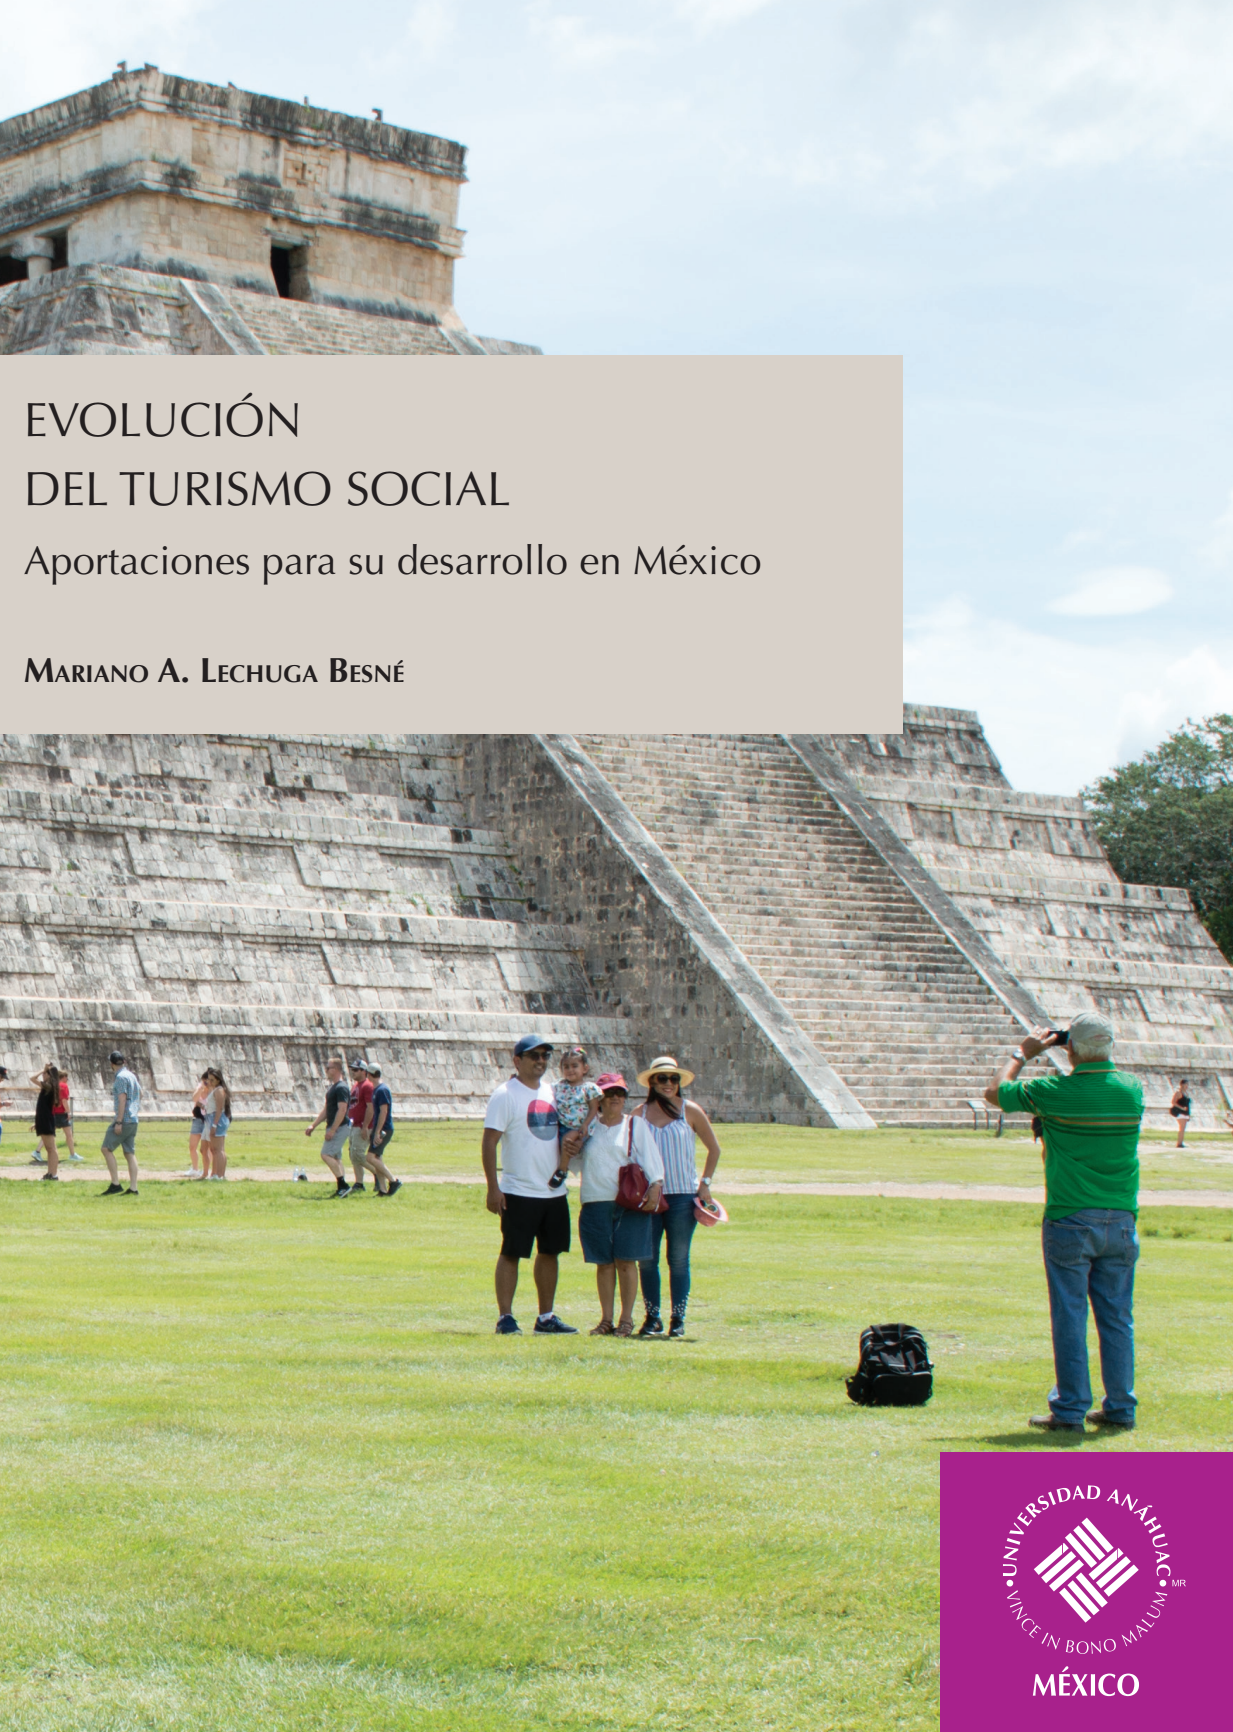 EVOLUCIÓN
DEL TURISMO SOCIAL
Aportaciones para su desarrollo en México
Mariano A. Lechuga Besné
UNIVERSIDAD ANÁHUAC
VINCE IN BONO MALUM
MR
MÉXICO